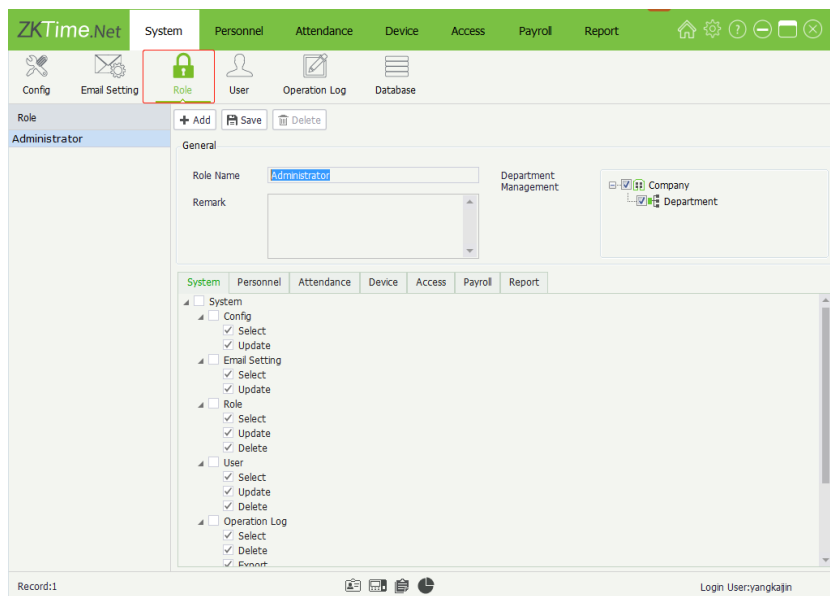 ZKTime.Net System Personnel Attendance Device Access Payroll Report
Config Email Setting Role User Operation Log Database
Role
Administrator
Add Save Delete
General
Role Name Administrator
Department Management
Company
Department
Remark
System Personnel Attendance Device Access Payroll Report
System
Config
Select
Update
Email Setting
Select
Update
Role
Select
Update
Delete
User
Select
Update
Delete
Operation Log
Select
Delete
Export
Record:1 Login User:yangkaijin